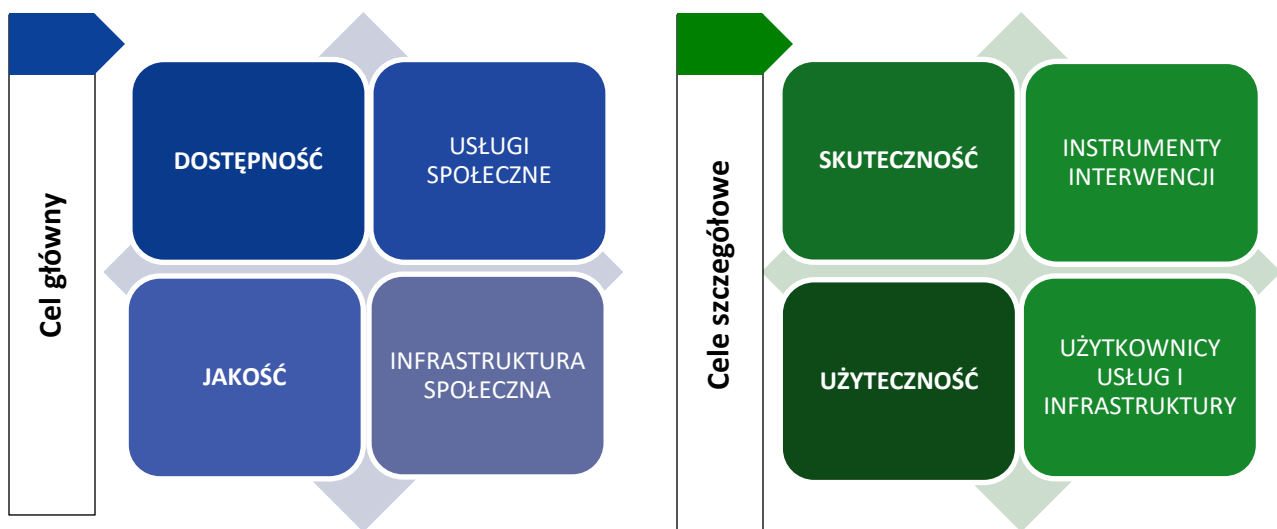 Cel główny
DOSTĘPNOŚĆ
USŁUGI
SPOŁECZNE
JAKOŚĆ
INFRASTRUKTURA
SPOŁECZNA
Cele szczegółowe
SKUTECZNOŚĆ
INSTRUMENTY
INTERWENCJI
UŻYTECZNOŚĆ
UŻYTKOWNICY
USŁUG I
INFRASTRUKTURY